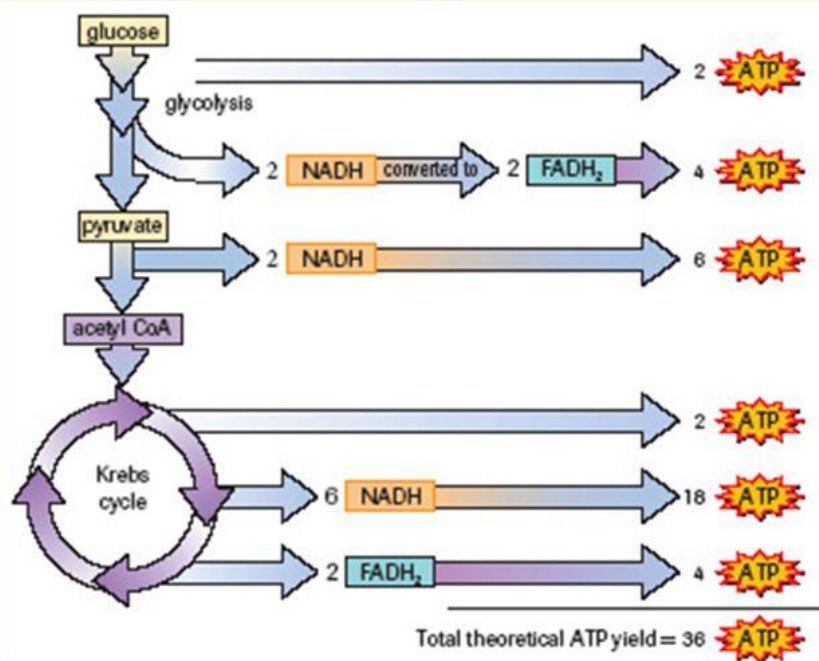 glucose
2 ATP
glycolysis
2 NADH converted to 2 FADH₂ 4 ATP
pyruvate
2 NADH 6 ATP
acetyl CoA
2 ATP
Krebs
cycle
6 NADH 18 ATP
2 FADH₂ 4 ATP
Total theoretical ATP yield = 36 ATP